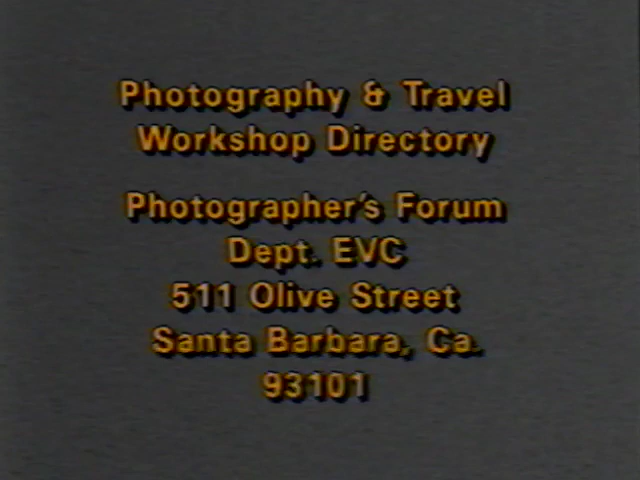 Photography & Travel
Workshop Directory
Photographer's Forum
Dept. EVC
511 Olive Street
Santa Barbara, Ca.
93101